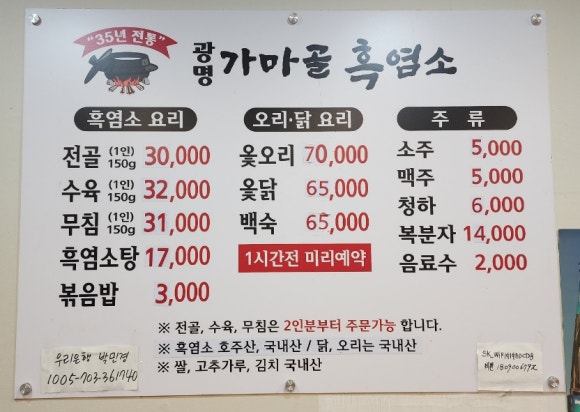 "35년 전통"
광명 가마골 흑염소
흑염소 요리
전골 (1인) 150g 30,000
수육 (1인) 150g 32,000
무침 (1인) 150g 31,000
흑염소탕 17,000
볶음밥 3,000
오리·닭 요리
옻오리 70,000
옻닭 65,000
백숙 65,000
1시간전 미리예약
주 류
소주 5,000
맥주 5,000
청하 6,000
복분자 14,000
음료수 2,000
※ 전골, 수육, 무침은 2인분부터 주문가능 합니다.
※ 흑염소 호주산, 국내산 / 닭, 오리는 국내산
※ 쌀, 고추가루, 김치 국내산
우리은행 박민경
1005-703-361740